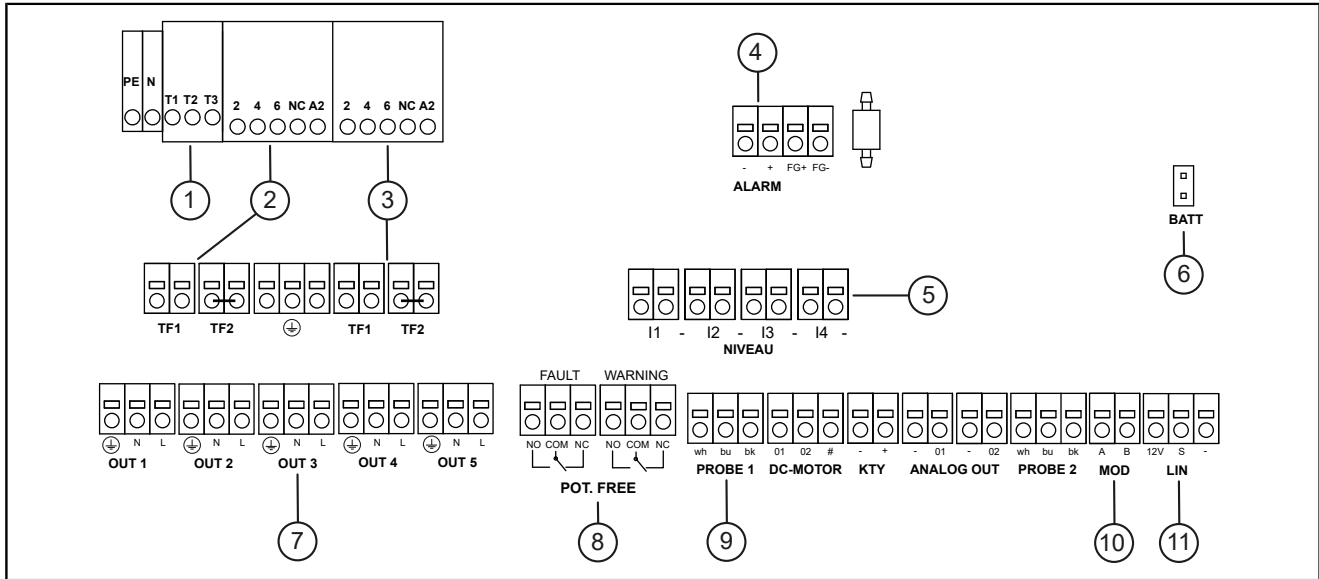 PE N
T1 T2 T3
2 4 6 NC A2
2 4 6 NC A2
1
2
3
4
- + FG+ FG-
ALARM
BATT
6
TF1 TF2 TF1 TF2
5
I1 - I2 - I3 - I4 -
NIVEAU
N L N L N L N L N L
OUT 1 OUT 2 OUT 3 OUT 4 OUT 5
7
FAULT WARNING
NO COM NC NO COM NC
POT. FREE
8
wh bu bk 01 02 # - + - 01 - 02 wh bu bk A B 12V S -
PROBE 1 DC-MOTOR KTY ANALOG OUT PROBE 2 MOD LIN
9
10
11